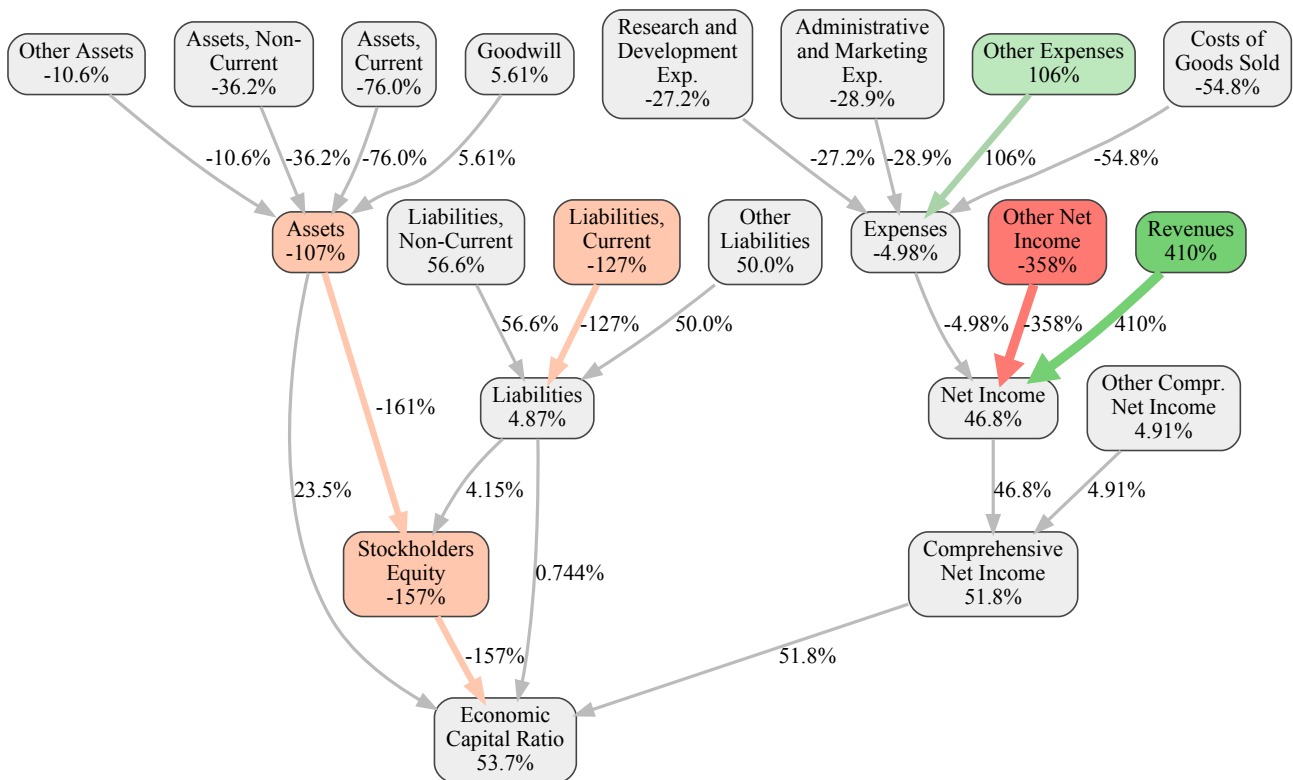 Other Assets
-10.6%
Assets, Non-
Current
-36.2%
Assets,
Current
-76.0%
Goodwill
5.61%
Research and
Development
Exp.
-27.2%
Administrative
and Marketing
Exp.
-28.9%
Other Expenses
106%
Costs of
Goods Sold
-54.8%
-10.6%
-36.2%
-76.0%
5.61%
-27.2%
-28.9%
106%
-54.8%
Assets
-107%
Liabilities,
Non-Current
56.6%
Liabilities,
Current
-127%
Other
Liabilities
50.0%
Expenses
-4.98%
Other Net
Income
-358%
Revenues
410%
56.6%
-127%
50.0%
-4.98%
-358%
410%
-161%
Liabilities
4.87%
Net Income
46.8%
Other Compr.
Net Income
4.91%
23.5%
4.15%
46.8%
4.91%
Stockholders
Equity
-157%
0.744%
Comprehensive
Net Income
51.8%
-157%
51.8%
Economic
Capital Ratio
53.7%